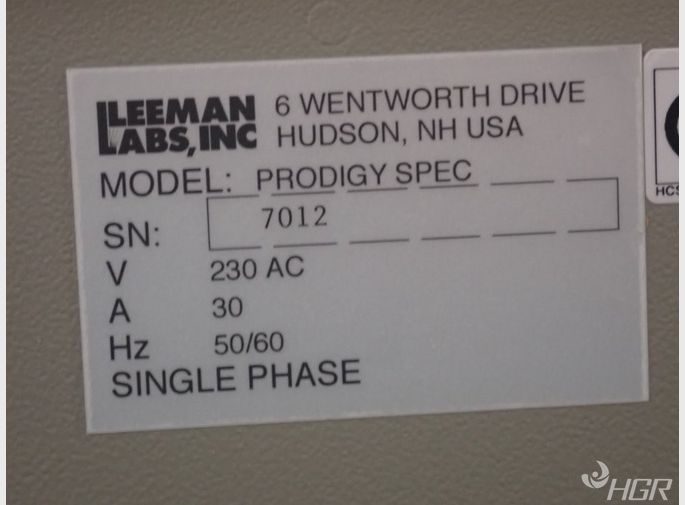 LEEMAN LABS, INC
6 WENTWORTH DRIVE
HUDSON, NH USA
MODEL: PRODIGY SPEC
SN: 7012
V 230 AC
A 30
Hz 50/60
SINGLE PHASE
HCS
HGR